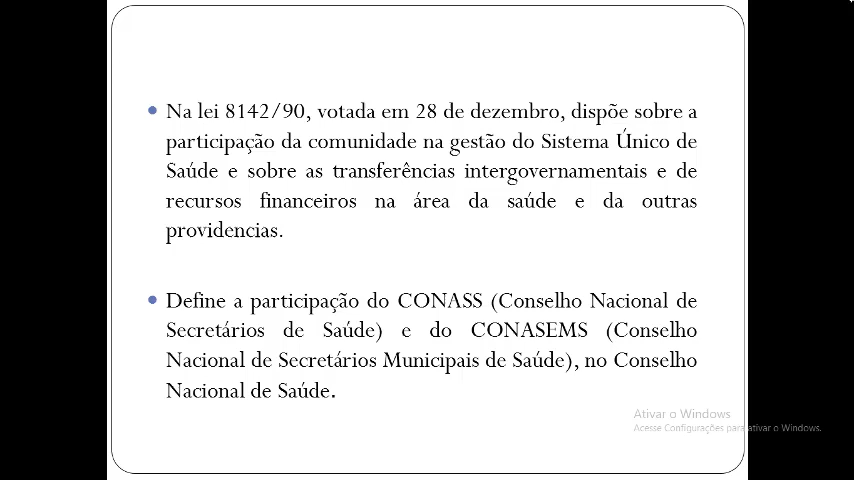 • Na lei 8142/90, votada em 28 de dezembro, dispõe sobre a
participação da comunidade na gestão do Sistema Único de
Saúde e sobre as transferências intergovernamentais e de
recursos financeiros na área da saúde e da outras
providencias.
• Define a participação do CONASS (Conselho Nacional de
Secretários de Saúde) e do CONASEMS (Conselho
Nacional de Secretários Municipais de Saúde), no Conselho
Nacional de Saúde.
Ativar o Windows
Acesse Configurações para ativar o Windows.